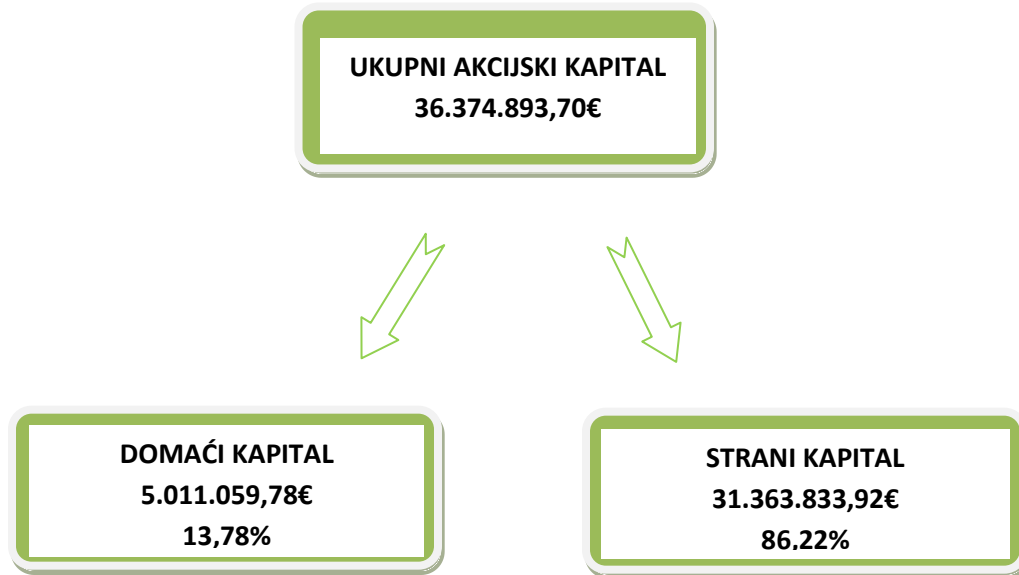 UKUPNI AKCIJSKI KAPITAL
36.374.893,70€
DOMAĆI KAPITAL
5.011.059,78€
13,78%
STRANI KAPITAL
31.363.833,92€
86,22%